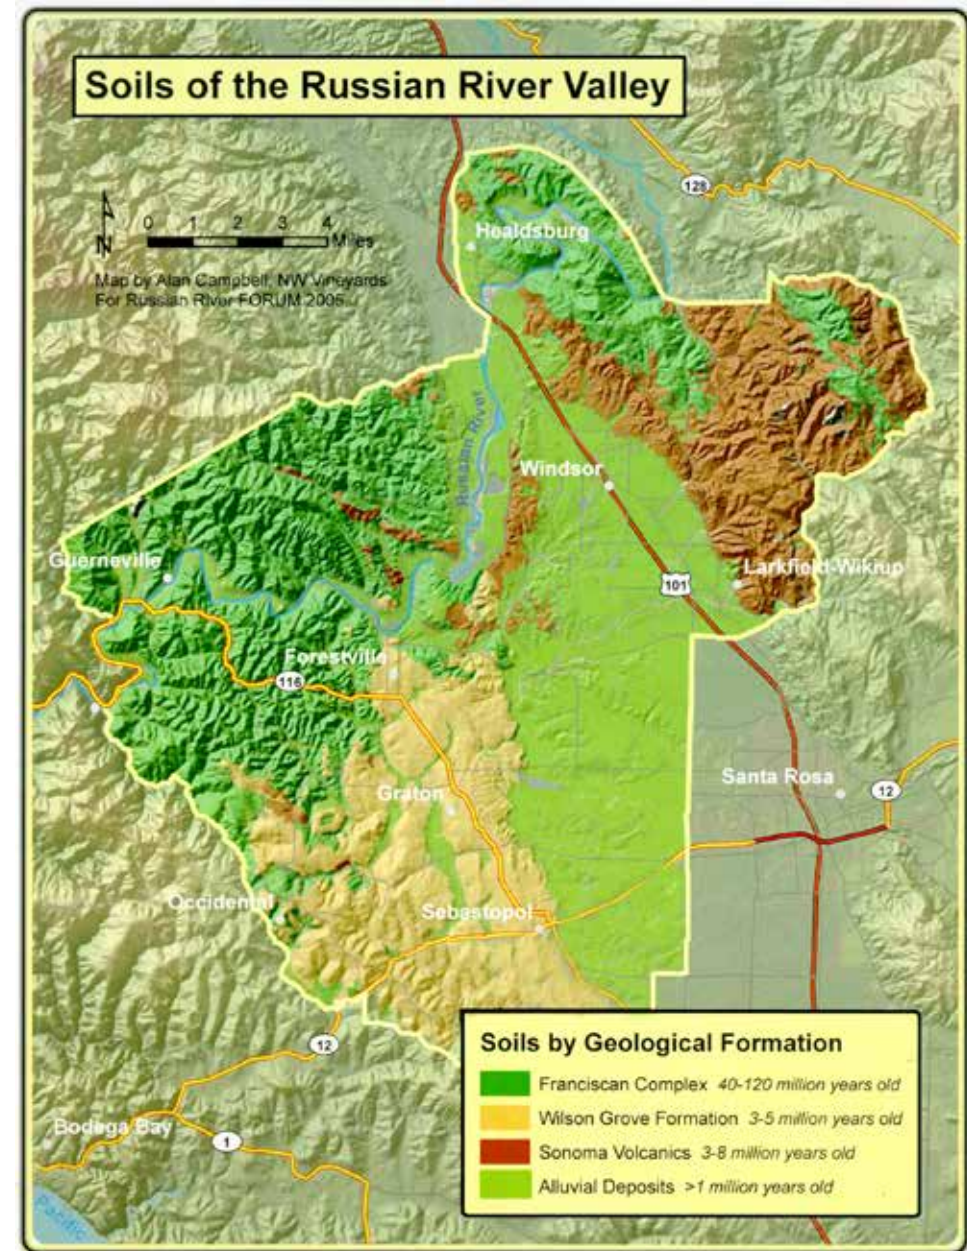 Soils of the Russian River Valley
128
N
0 1 2 3 4
Miles
Healdsburg
Map by Alan Campbell, NW Vineyards
For Russian River FORUM 2005
Russian River
Windsor
Guerneville
Larkfield-Wikiup
101
Forestville
116
Santa Rosa
12
Graton
Occidental
Sebastopol
12
Bodega Bay
1
Pacific
Soils by Geological Formation
Franciscan Complex 40-120 million years old
Wilson Grove Formation 3-5 million years old
Sonoma Volcanics 3-8 million years old
Alluvial Deposits >1 million years old